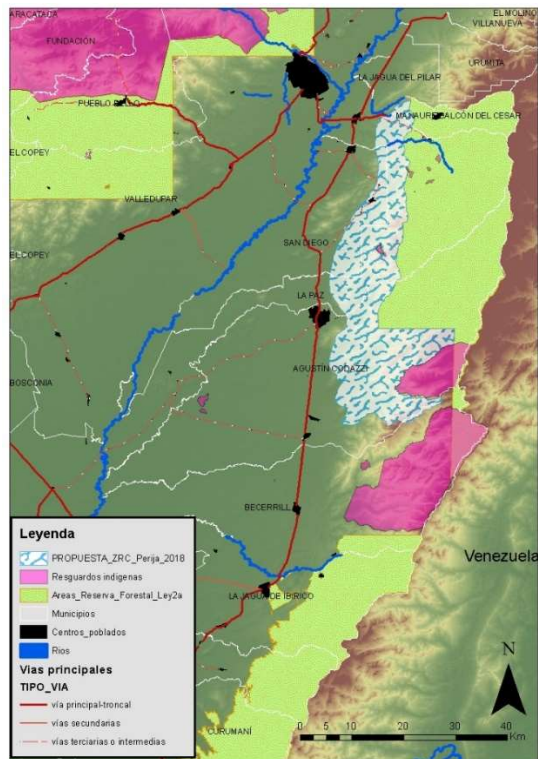 ARACATACA
EL MOLINO
VILLANUEVA
FUNDACIÓN
URUMITA
LA JAGUA DEL PILAR
PUEBLO BELLO
MANAURE BALCÓN DEL CESAR
EL COPEY
VALLEDUPAR
SAN DIEGO
EL COPEY
LA PAZ
AGUSTÍN CODAZZI
BOSCONIA
BECERRILL
Venezuela
LA JAGUA DE IBIRICO
CURUMANÍ
Leyenda
PROPUESTA_ZRC_Perija_2018
Resguardos indigenas
Areas_Reserva_Forestal_Ley2a
Municipios
Centros_poblados
Rios
Vias principales
TIPO_VIA
vía principal-troncal
vías secundarias
vías terciarias o intermedias
N
0 5 10 20 30 40
Km